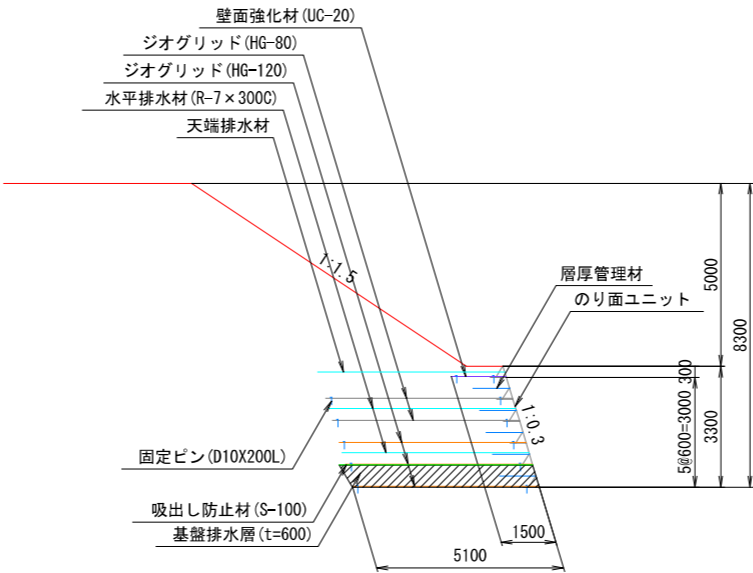 壁面強化材(UC-20)
ジオグリッド(HG-80)
ジオグリッド(HG-120)
水平排水材(R-7×300C)
天端排水材
1:1.5
層厚管理材
のり面ユニット
5000
8300
300
3300
5@600=3000
1:0.3
固定ピン(D10X200L)
吸出し防止材(S-100)
基盤排水層(t=600)
1500
5100